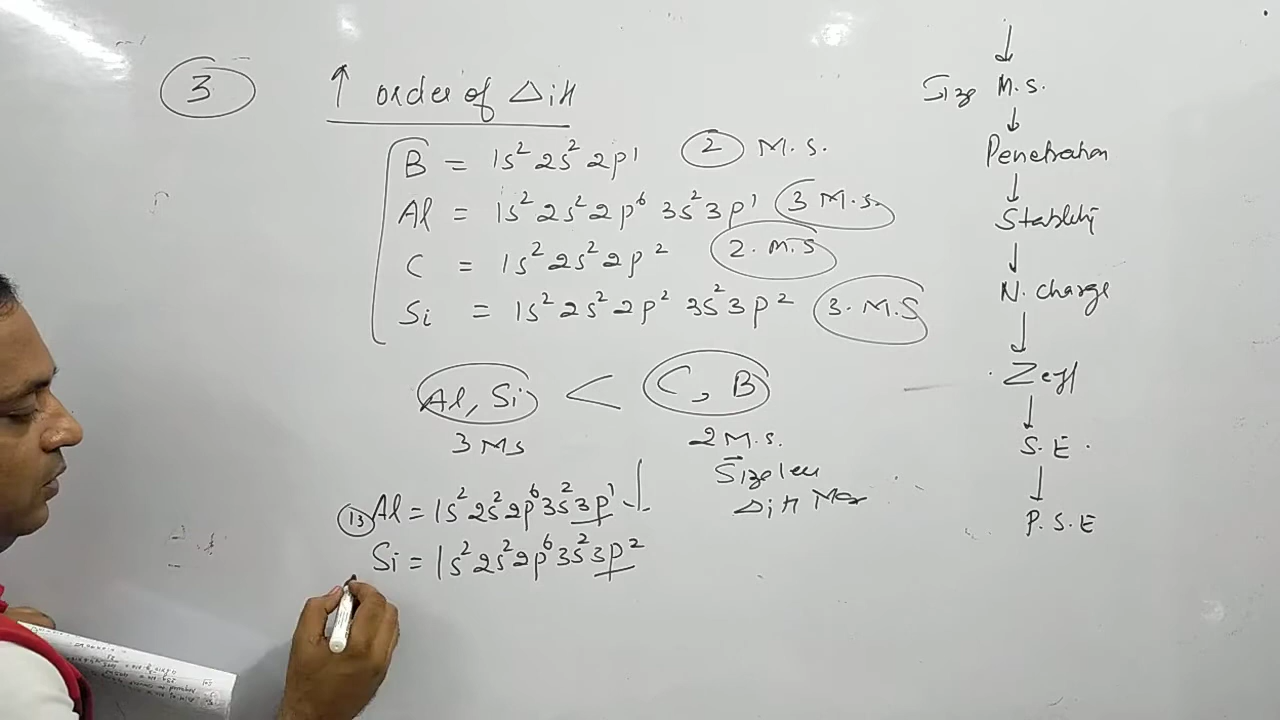 3
↑ order of ΔiH
B = 1s² 2s² 2p¹ 2 M.S.
Al = 1s² 2s² 2p⁶ 3s² 3p¹ 3 M.S.
C = 1s² 2s² 2p² 2. M.S
Si = 1s² 2s² 2p² 3s² 3p² 3. M.S
Al, Si < C, B
3 MS 2 M.S.
Size less
ΔiH Max
13 Al = 1s² 2s² 2p⁶ 3s² 3p¹
Si = 1s² 2s² 2p⁶ 3s² 3p²
↓
Size M.S.
↓
Penetration
↓
Stability
↓
N. charge
↓
Zeff
↓
S. E.
↓
P. S. E